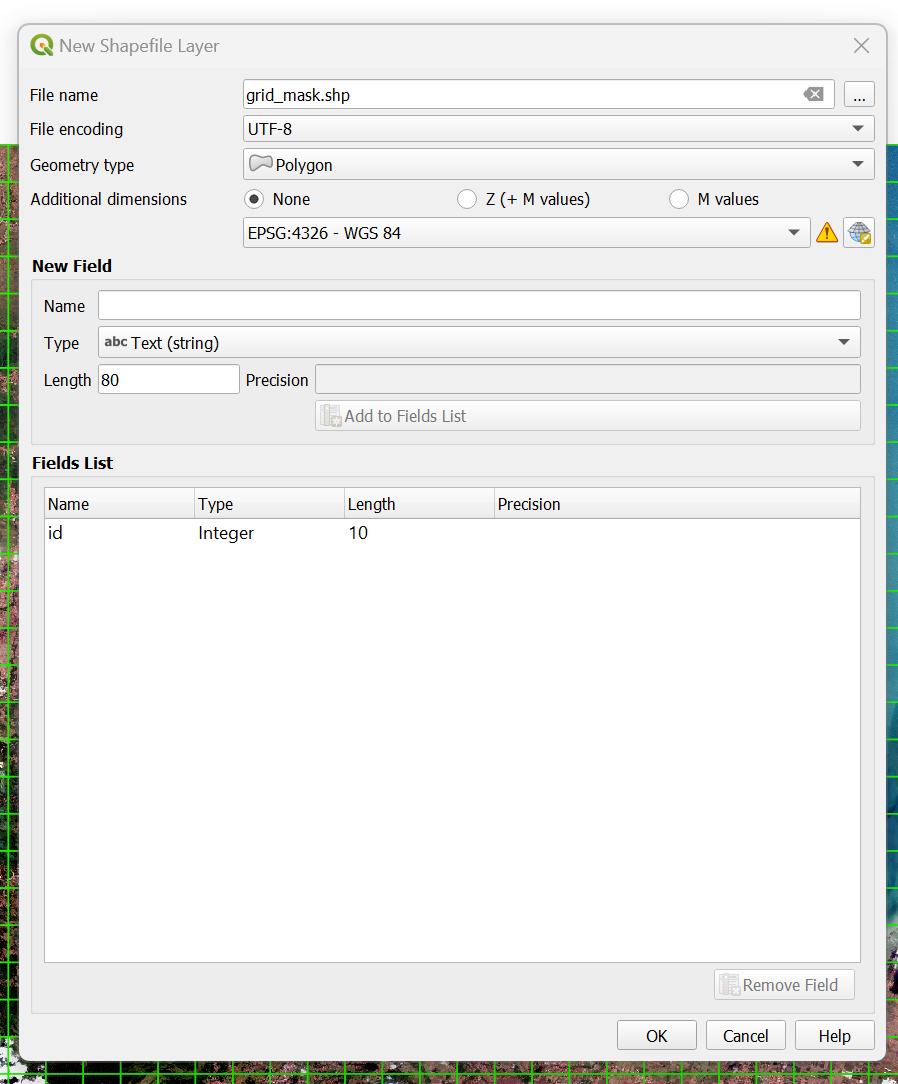 New Shapefile Layer
File name grid_mask.shp ...
File encoding UTF-8
Geometry type Polygon
Additional dimensions None Z (+ M values) M values
EPSG:4326 - WGS 84
New Field
Name
Type abc Text (string)
Length 80 Precision
Add to Fields List
Fields List
Name Type Length Precision
id Integer 10
Remove Field
OK Cancel Help